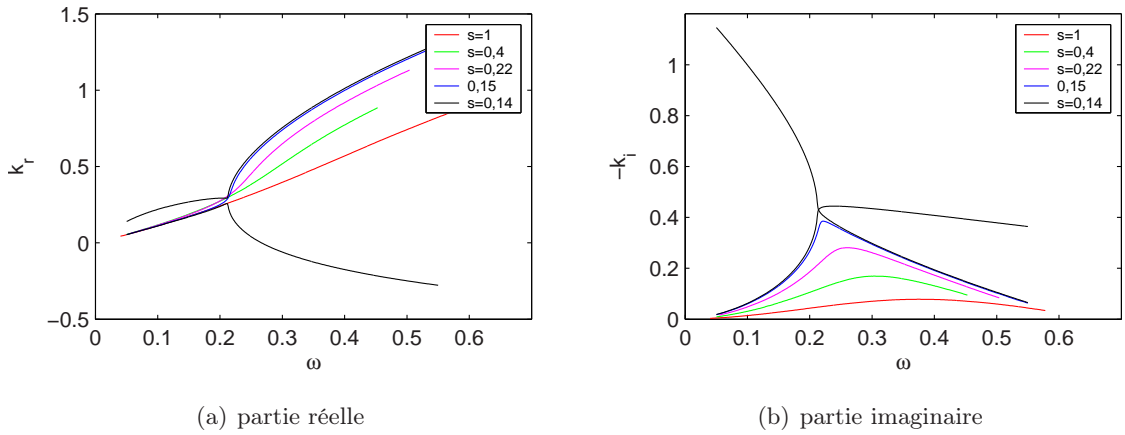 1.5
1
0.5
0
−0.5
k_r
0
0.1
0.2
0.3
0.4
0.5
0.6
ω
s=1
s=0,4
s=0,22
0,15
s=0,14
(a) partie réelle
1
0.8
0.6
0.4
0.2
0
−k_i
0
0.1
0.2
0.3
0.4
0.5
0.6
ω
s=1
s=0,4
s=0,22
0,15
s=0,14
(b) partie imaginaire